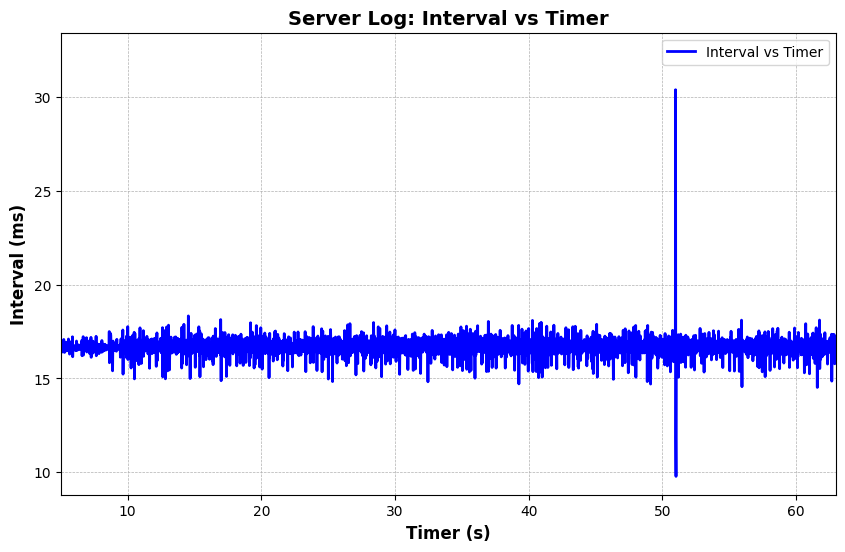 Server Log: Interval vs Timer
Interval vs Timer
30
25
20
15
10
Interval (ms)
10 20 30 40 50 60
Timer (s)